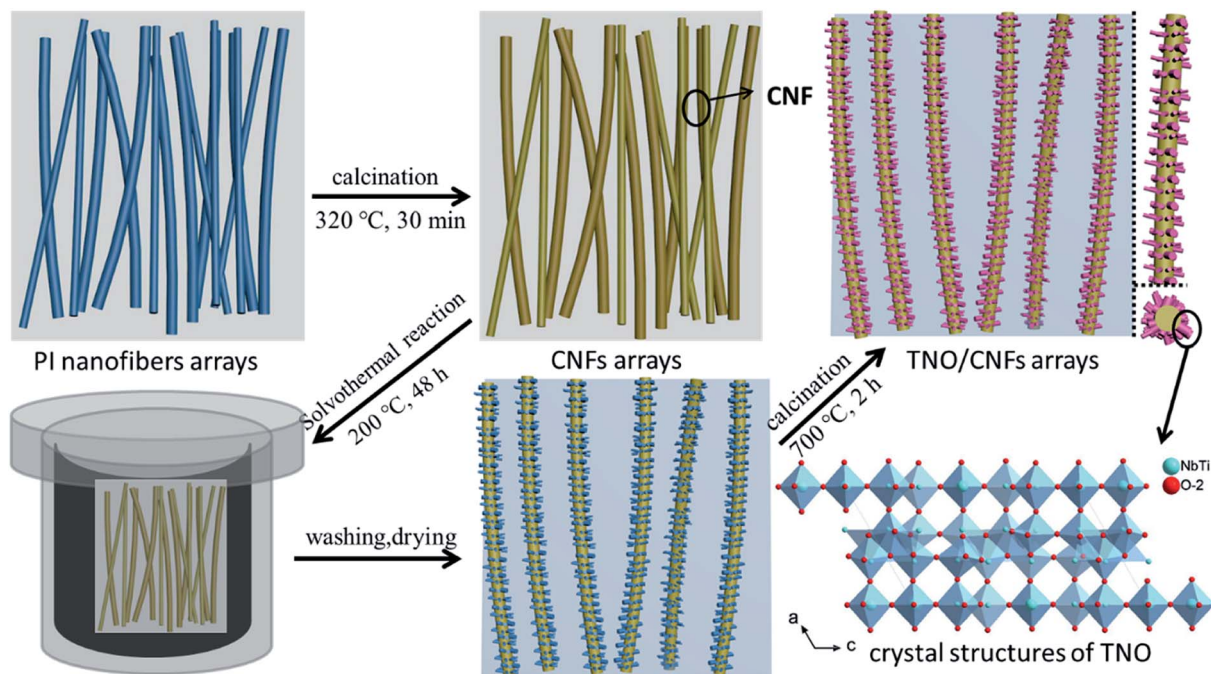 calcination
320 °C, 30 min
CNF
PI nanofibers arrays
CNFs arrays
TNO/CNFs arrays
Solvothermal reaction
200 °C, 48 h
calcination
700 °C, 2 h
washing,drying
NbTi
O-2
a
c
crystal structures of TNO